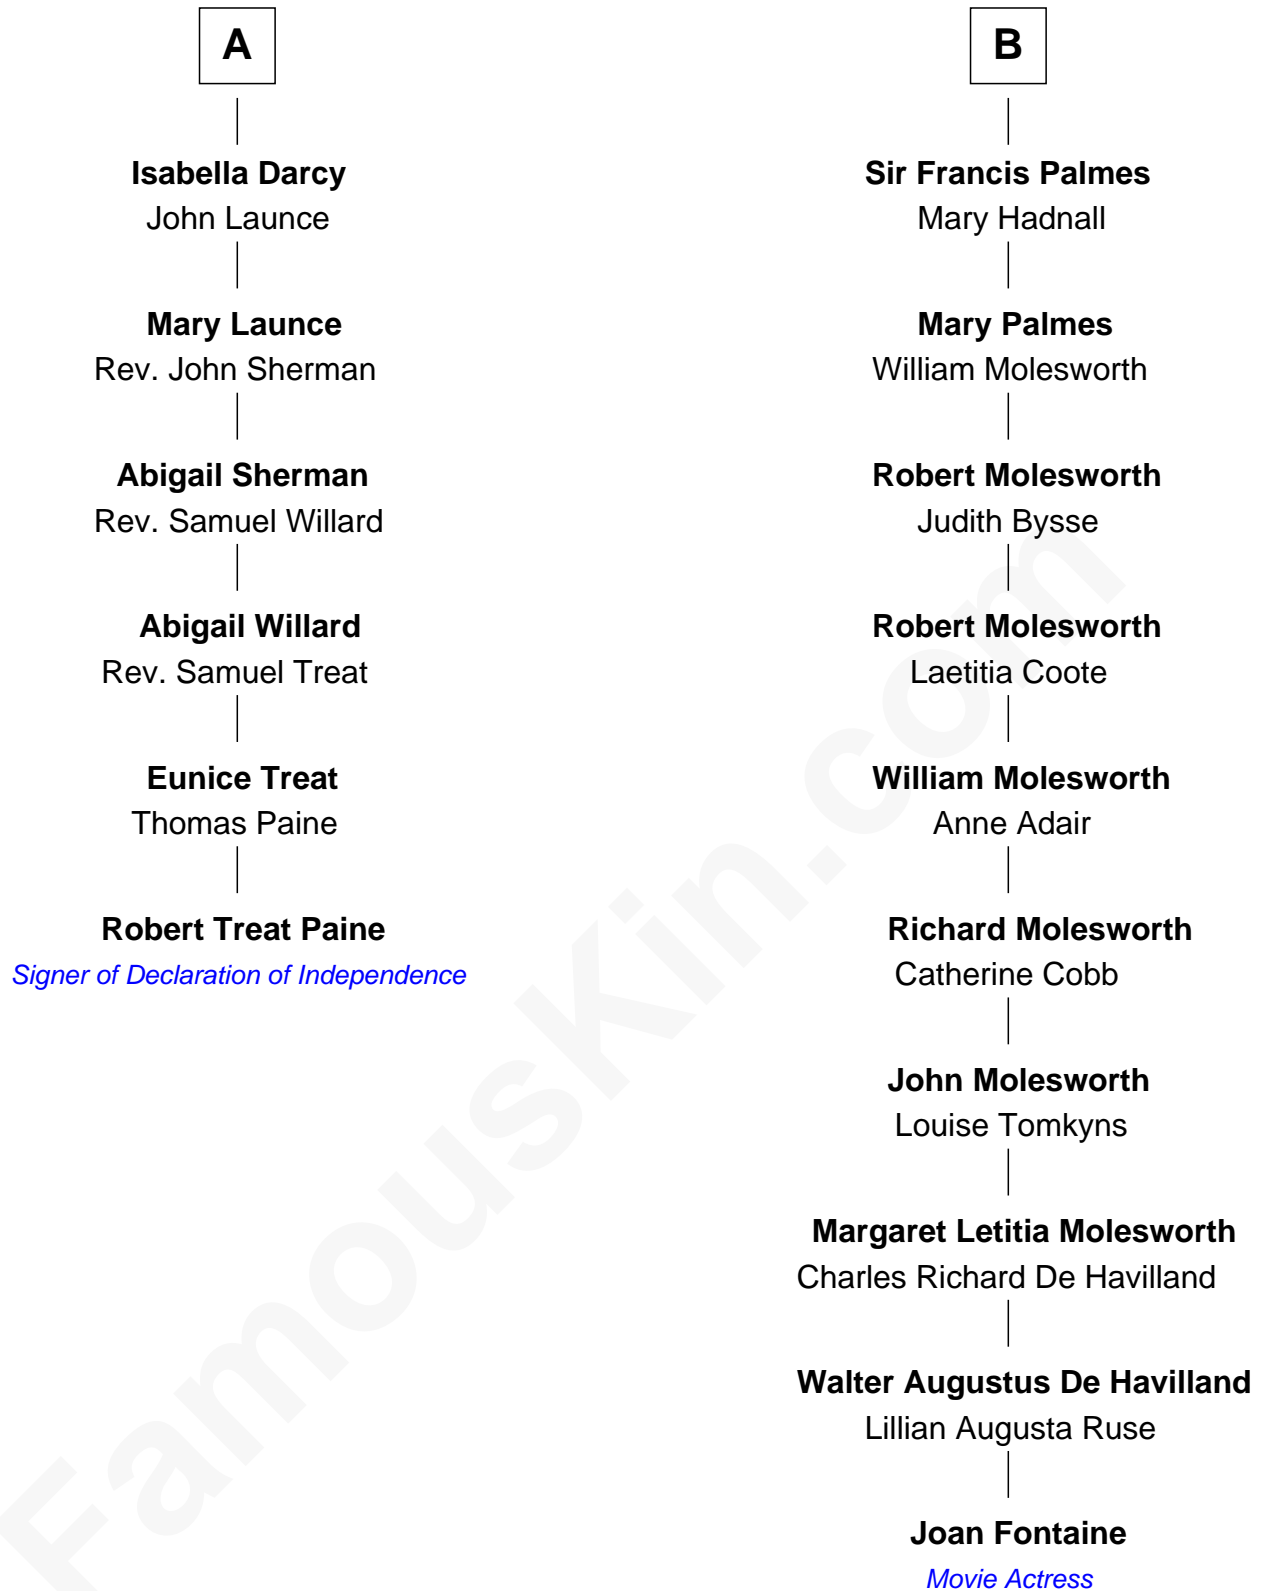 A
Isabella Darcy
John Launce
Mary Launce
Rev. John Sherman
Abigail Sherman
Rev. Samuel Willard
Abigail Willard
Rev. Samuel Treat
Eunice Treat
Thomas Paine
Robert Treat Paine
Signer of Declaration of Independence
B
Sir Francis Palmes
Mary Hadnall
Mary Palmes
William Molesworth
Robert Molesworth
Judith Bysse
Robert Molesworth
Laetitia Coote
William Molesworth
Anne Adair
Richard Molesworth
Catherine Cobb
John Molesworth
Louise Tomkyns
Margaret Letitia Molesworth
Charles Richard De Havilland
Walter Augustus De Havilland
Lillian Augusta Ruse
Joan Fontaine
Movie Actress
FamousKin.com